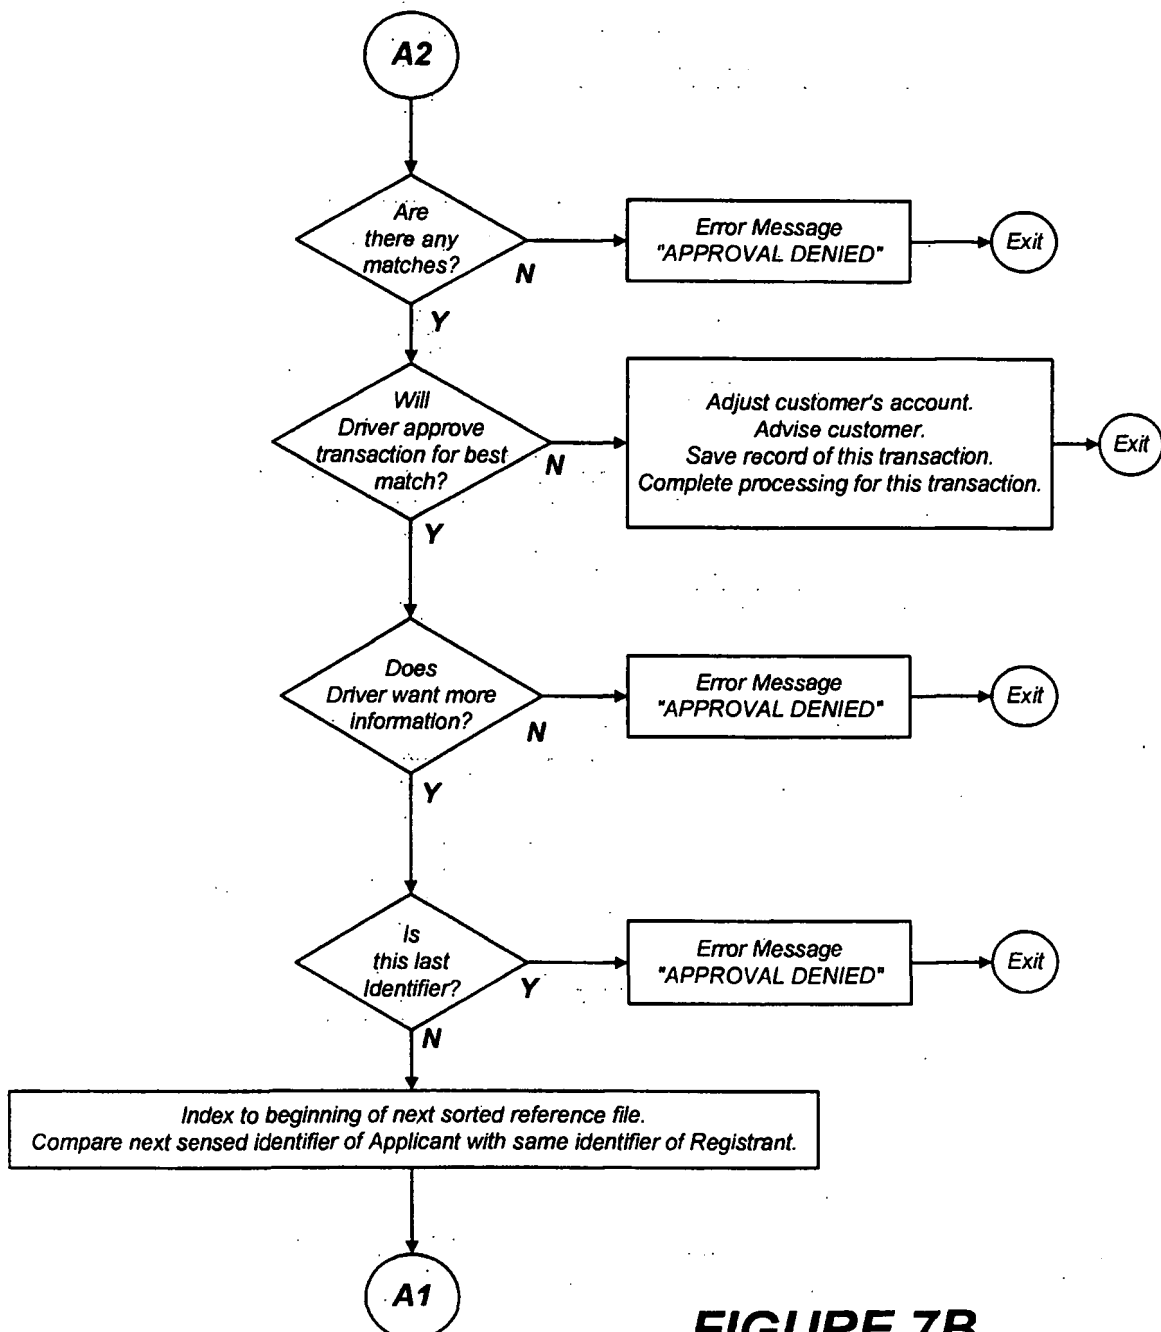 A2
Are
there any
matches?
N
Y
Error Message
"APPROVAL DENIED"
Exit
Will
Driver approve
transaction for best
match?
N
Y
Adjust customer's account.
Advise customer.
Save record of this transaction.
Complete processing for this transaction.
Exit
Does
Driver want more
information?
N
Y
Error Message
"APPROVAL DENIED"
Exit
Is
this last
Identifier?
Y
N
Error Message
"APPROVAL DENIED"
Exit
Index to beginning of next sorted reference file.
Compare next sensed identifier of Applicant with same identifier of Registrant.
A1
FIGURE 7B